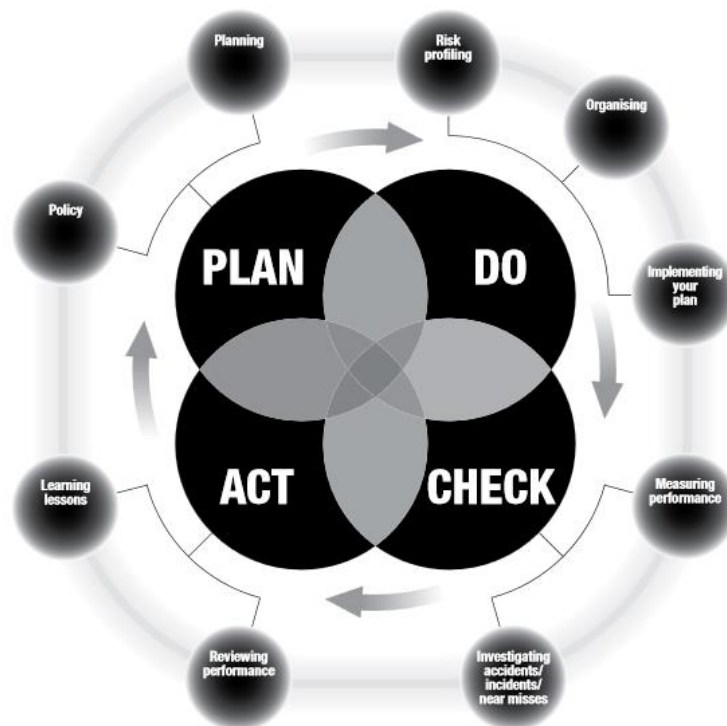 Planning
Risk
profiling
Organising
Policy
PLAN
DO
Implementing
your
plan
ACT
CHECK
Learning
lessons
Measuring
performance
Reviewing
performance
Investigating
accidents/
incidents/
near misses